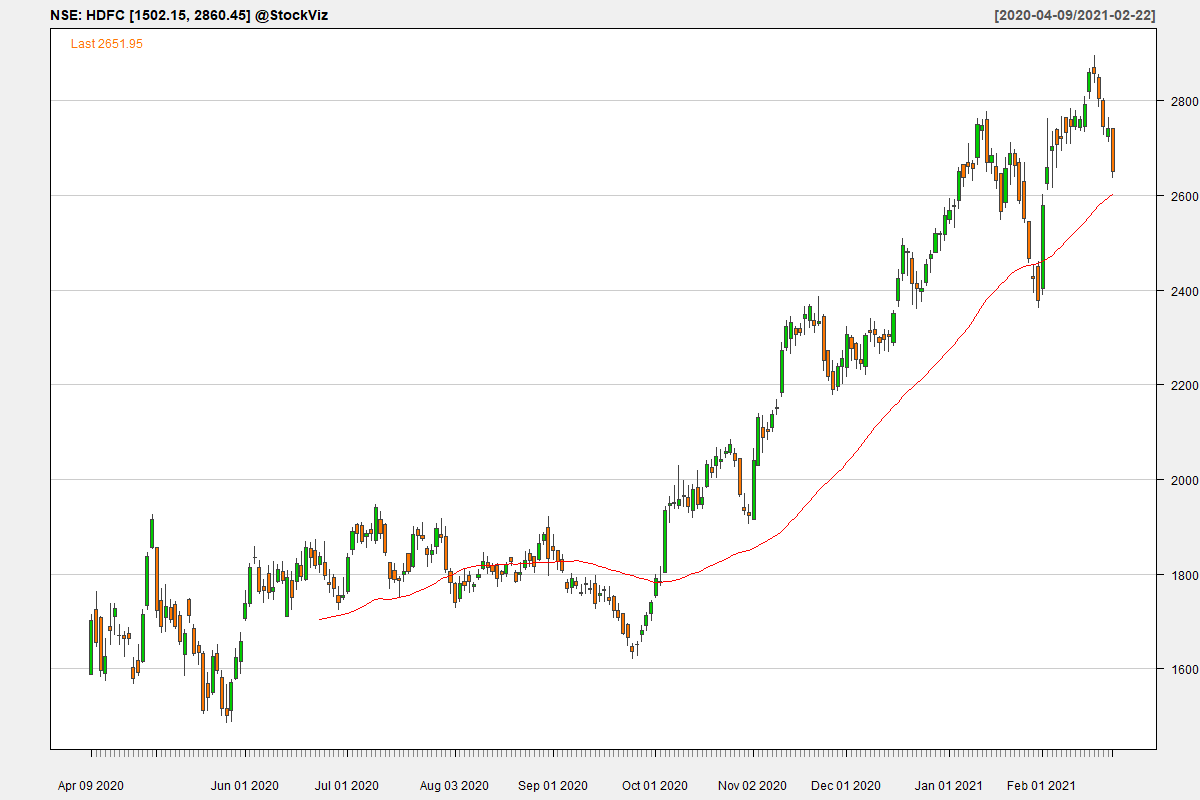 NSE: HDFC [1502.15, 2860.45] @StockViz
[2020-04-09/2021-02-22]
Last 2651.95
2800
2600
2400
2200
2000
1800
1600
Apr 09 2020
Jun 01 2020
Jul 01 2020
Aug 03 2020
Sep 01 2020
Oct 01 2020
Nov 02 2020
Dec 01 2020
Jan 01 2021
Feb 01 2021